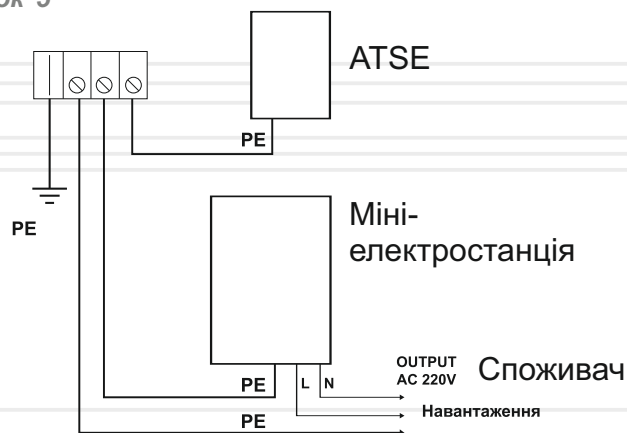 ATSE
PE
PE
Міні-
електростанція
OUTPUT
AC 220V
Споживач
PE
L
N
Навантаження
PE